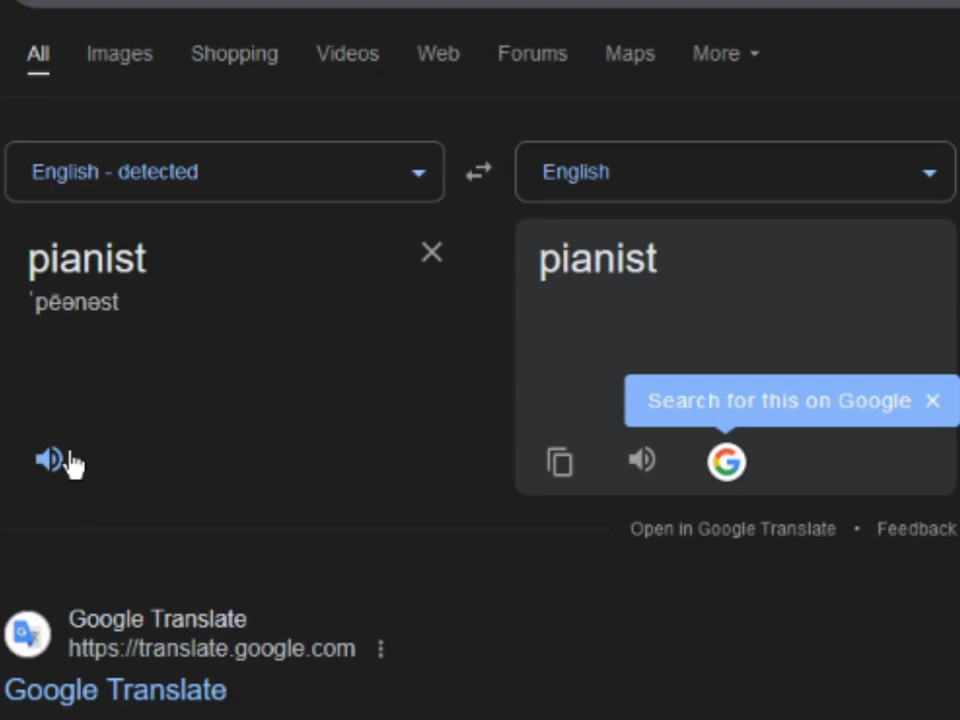 All Images Shopping Videos Web Forums Maps More
English - detected English
pianist
ˈpēənəst
pianist
Search for this on Google
Open in Google Translate • Feedback
Google Translate
https://translate.google.com
Google Translate